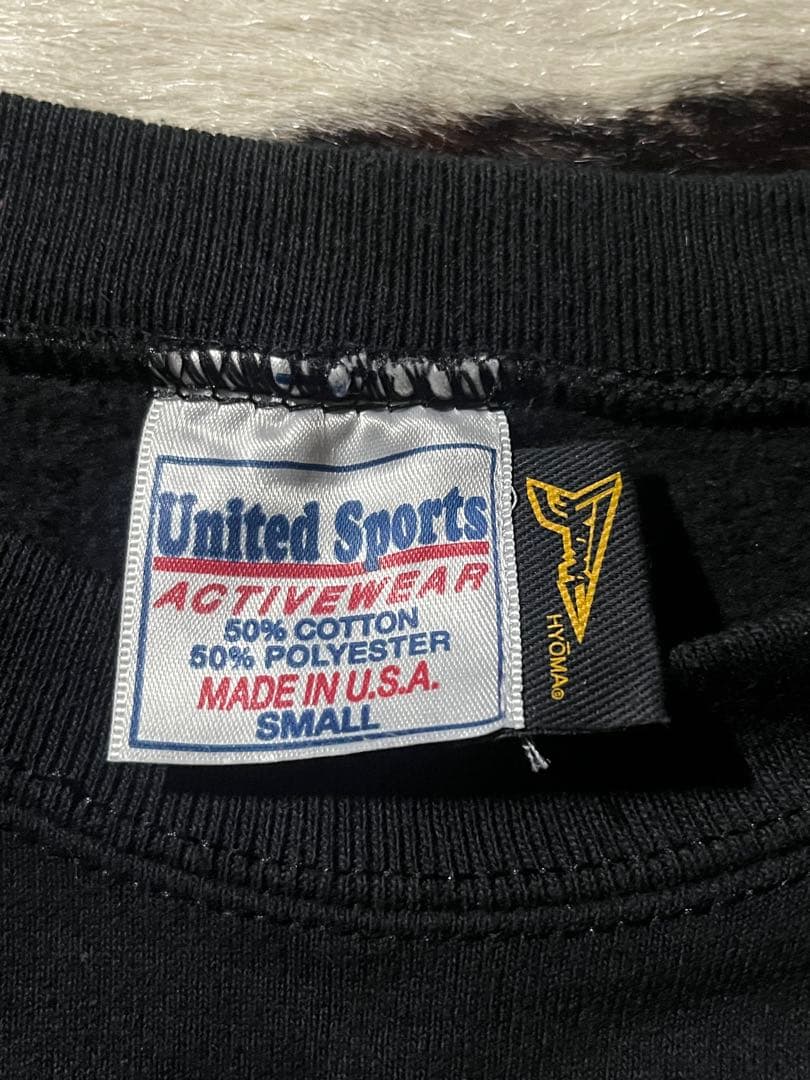 United Sports
ACTIVEWEAR
50% COTTON
50% POLYESTER
MADE IN U.S.A.
SMALL
HYŌMA®